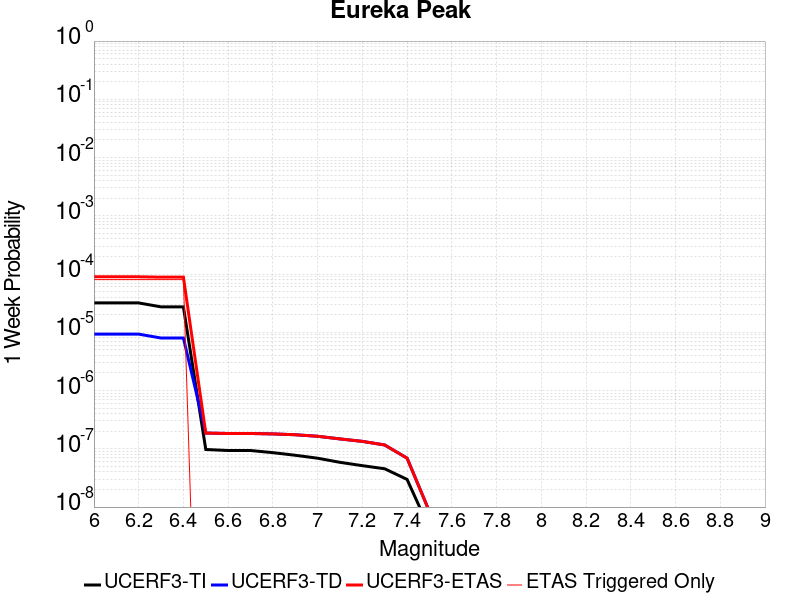 Eureka Peak
10^0
10^-1
10^-2
10^-3
10^-4
10^-5
10^-6
10^-7
10^-8
1 Week Probability
6 6.2 6.4 6.6 6.8 7 7.2 7.4 7.6 7.8 8 8.2 8.4 8.6 8.8 9
Magnitude
UCERF3-TI UCERF3-TD UCERF3-ETAS ETAS Triggered Only